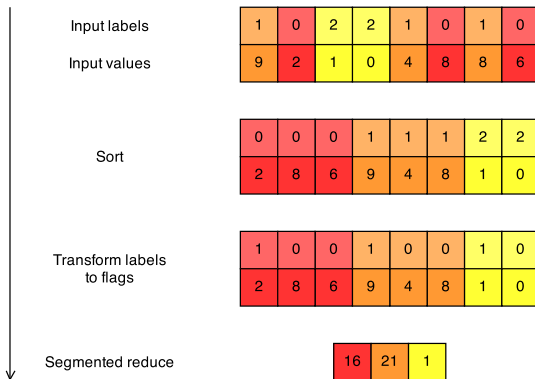 Input labels 1 0 2 2 1 0 1 0
Input values 9 2 1 0 4 8 8 6
0 0 0 1 1 1 2 2
Sort
2 8 6 9 4 8 1 0
1 0 0 1 0 0 1 0
Transform labels
to flags
2 8 6 9 4 8 1 0
Segmented reduce 16 21 1